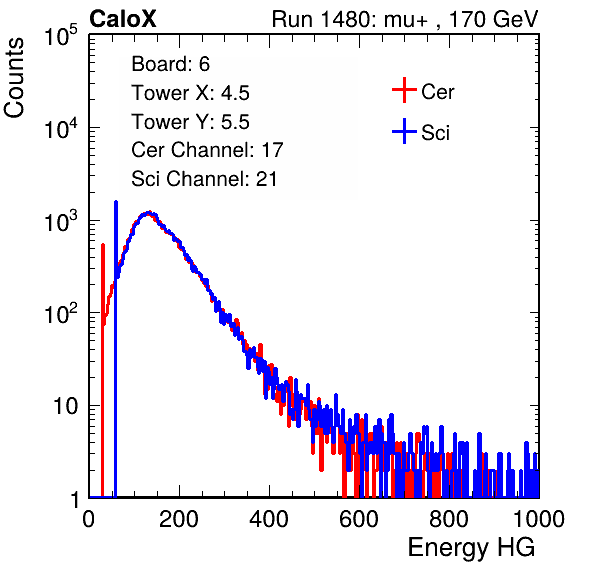 CaloX Run 1480: mu+ , 170 GeV
Counts
Board: 6
Tower X: 4.5
Tower Y: 5.5
Cer Channel: 17
Sci Channel: 21
Cer
Sci
10^5
10^4
10^3
10^2
10
1
0 200 400 600 800 1000
Energy HG